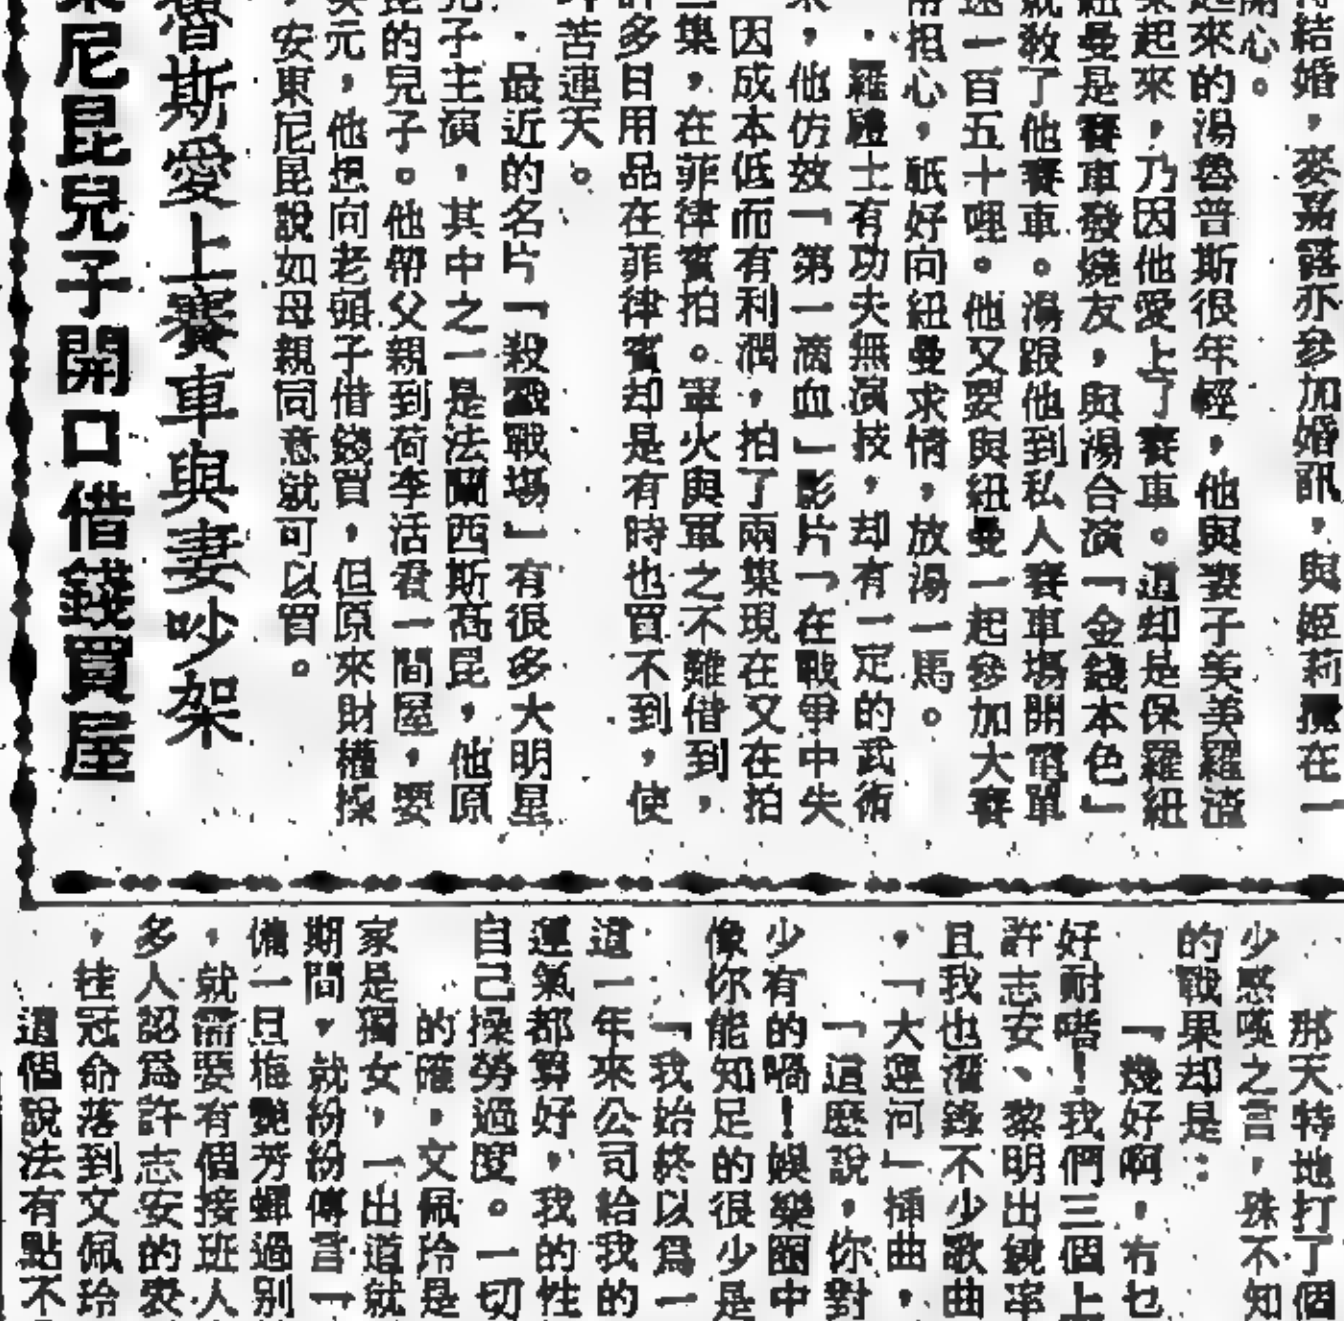 待結婚，麥嘉露亦參加婚訊，與姬莉鳳在一
開心。
起來的湯魯普斯很年輕，他與妻子美美羅渣
架起來，乃因他愛上了賽車。這却是保羅紐
紐曼是賽車發燒友，與湯合演「金錢本色」
就敎了他賽車。湯跟他到私人賽車場開電單
速一百五十哩。他又要與紐曼一起參加大賽
常担心，祇好向紐曼求情，放湯一馬。
．羅禮士有功夫無演技，却有一定的武術
，他仿效「第一滴血」影片「在戰爭中失
因成本低而有利潤，拍了兩集現在又在拍
集，在菲律賓拍。軍火與軍之不難借到，
許多日用品在菲律賓却是有時也買不到，使
苦連天。
．最近的名片「殺戮戰場」有很多大明星
兒子主演，其中之一是法蘭西斯高昆，他原
昆的兒子。他帶父親到荷李活君一間屋，要
美元，他想向老頭子借錢買，但原來財權操
，安東尼昆說如母親同意就可以買。
魯斯愛上賽車與妻吵架
東尼昆兒子開口借錢買屋
那天特地打了個
少慼嘆之言，殊不知
的戰果却是：
「幾好啊，冇乜
好耐嗒！我們三個上
許志安、黎明出鏡率
且我也灌錄不少歌曲
，「大運河」揷曲，
「這麽說，你對
少有的喎！娛樂圈中
像你能知足的很少是
「我始終以爲一
這一年來公司給我的
運氣都算好，我的性
自己操勞過度。一切
的確，文佩玲是
家是獨女，一出道就
期間，就紛紛傳言一
備一旦梅艷芳蟬過别
，就需要有個接班人
多人認爲許志安的
，桂冠命落到文佩玲
這個說法有點不